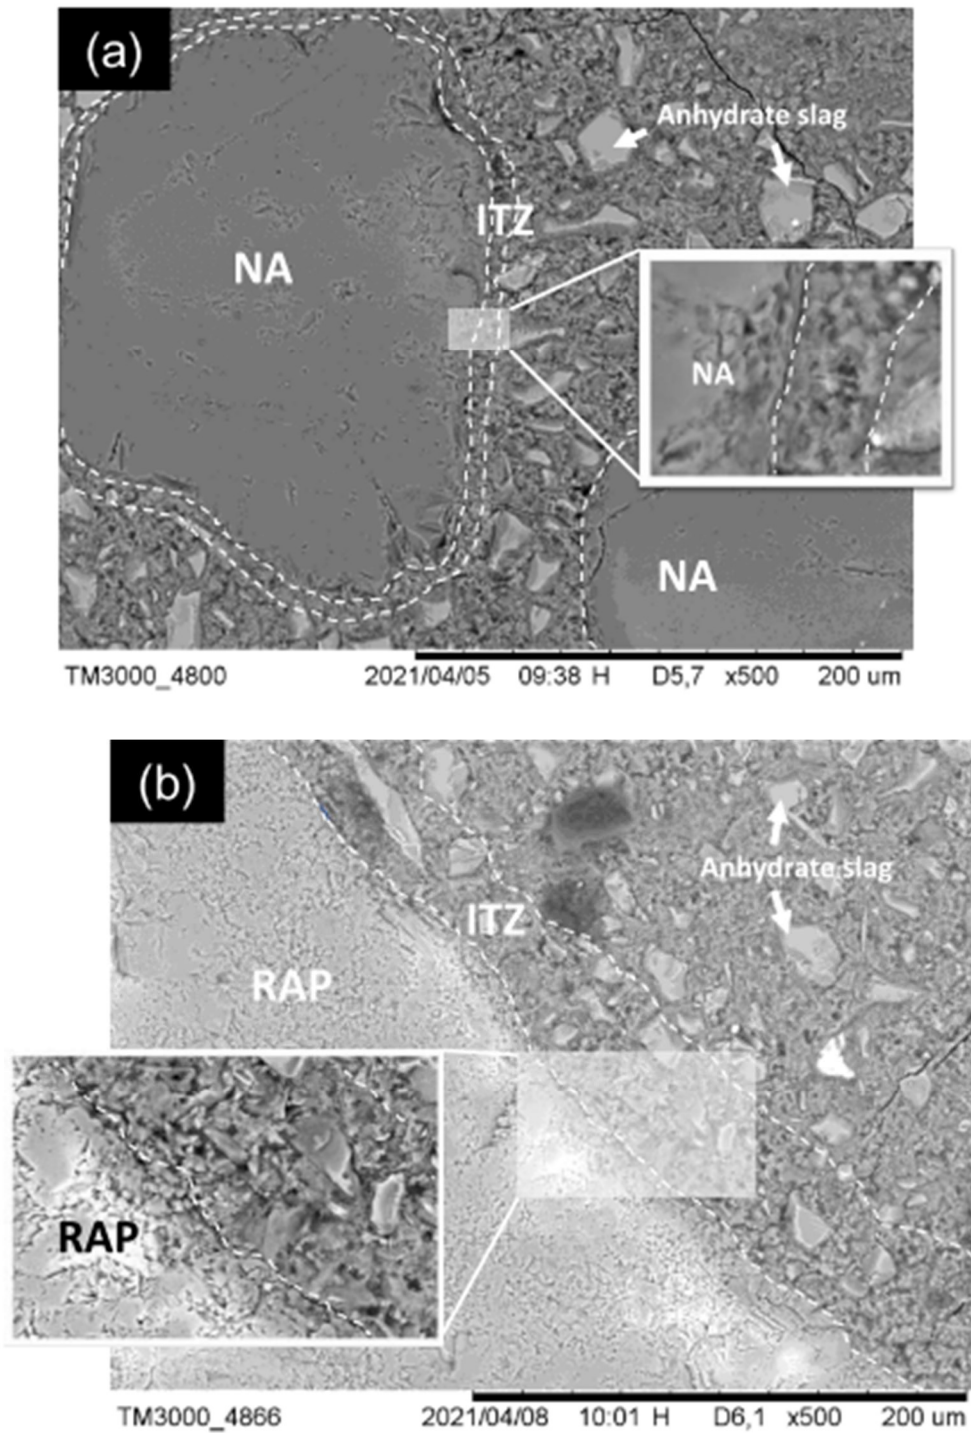 (a)
Anhydrate slag
ITZ
NA
NA
NA
TM3000_4800 2021/04/05 09:38 H D5,7 x500 200 um
(b)
Anhydrate slag
ITZ
RAP
RAP
TM3000_4866 2021/04/08 10:01 H D6,1 x500 200 um